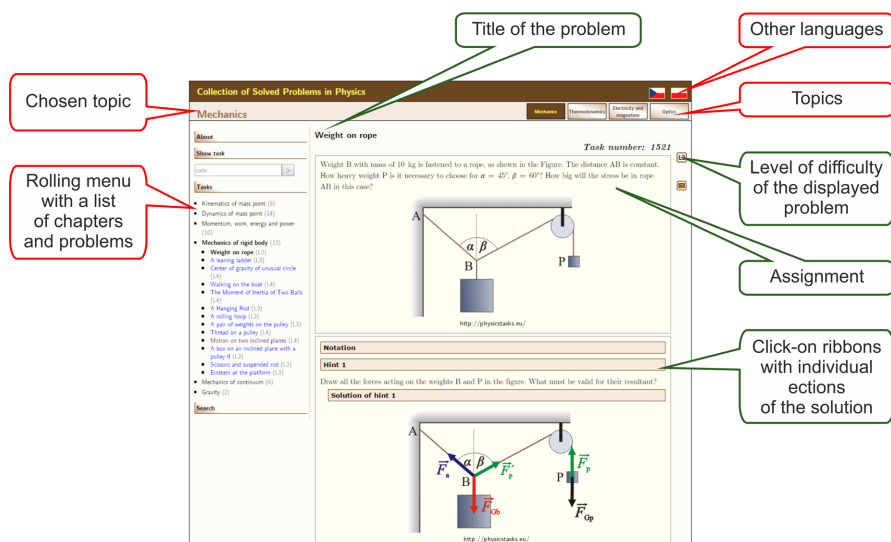 Title of the problem
Other languages
Chosen topic
Topics
Rolling menu
with a list
of chapters
and problems
Level of difficulty
of the displayed
problem
Assignment
Click-on ribbons
with individual
ections
of the solution
Collection of Solved Problems in Physics
Mechanics
Mechanics
Thermodynamics
Electricity and
magnetism
Optics
About
Show task
code
>
Tasks
Kinematics of mass point (8)
Dynamics of mass point (14)
Momentum, work, energy and power
(10)
Mechanics of rigid body (13)
Weight on rope (L2)
A leaning ladder (L3)
Center of gravity of unusual circle
(L4)
Walking on the boat (L4)
The Moment of Inertia of Two Balls
(L4)
A Hanging Rod (L3)
A rolling hoop (L3)
A pair of weights on the pulley (L3)
Thread on a pulley (L4)
Motion on two inclined planes (L4)
A box on an inclined plane with a
pulley II (L3)
Scissors and suspended rod (L3)
Einstein at the platform (L3)
Mechanics of continuum (6)
Gravity (2)
Search
Weight on rope
Task number: 1521
Weight B with mass of 10 kg is fastened to a rope, as shown in the Figure. The distance AB is constant.
How heavy weight P is it necessary to choose for α = 45°, β = 60°? How big will the stress be in rope
AB in this case?
A
α β
B
P
http://physicstasks.eu/
Notation
Hint 1
Draw all the forces acting on the weights B and P in the figure. What must be valid for their resultant?
Solution of hint 1
A
α β
F a
F p'
F p
B
P
F Gb
F Gp
http://physicstasks.eu/